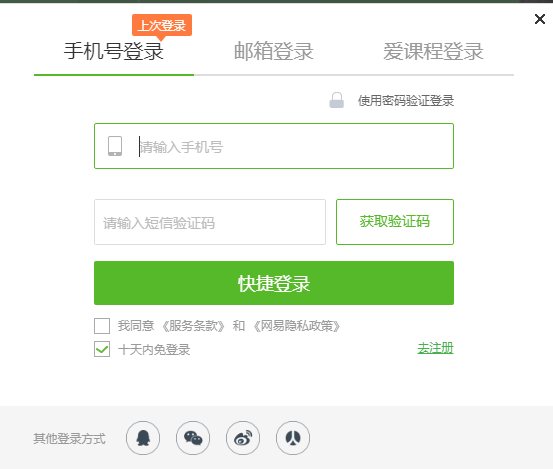 上次登录
手机号登录 邮箱登录 爱课程登录
使用密码验证登录
请输入手机号
请输入短信验证码 获取验证码
快捷登录
我同意 《服务条款》 和 《网易隐私政策》
十天内免登录 去注册
其他登录方式